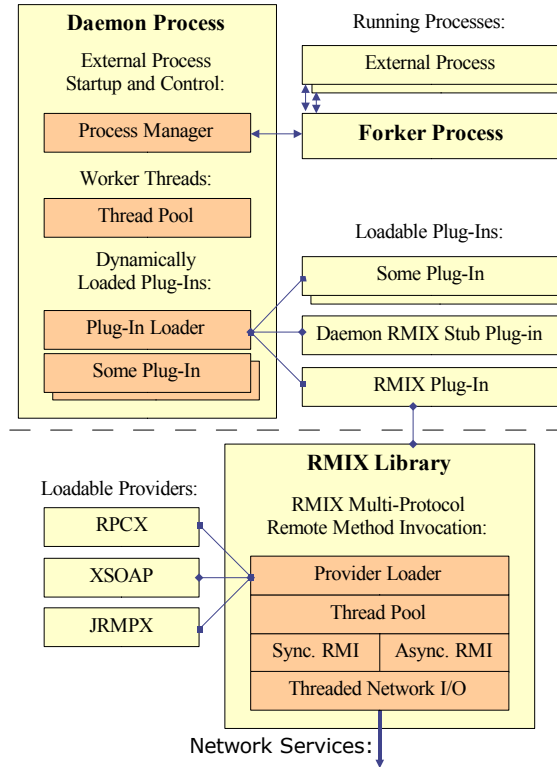 Daemon Process
External Process
Startup and Control:
Process Manager
Worker Threads:
Thread Pool
Dynamically
Loaded Plug-Ins:
Plug-In Loader
Some Plug-In
Running Processes:
External Process
Forker Process
Loadable Plug-Ins:
Some Plug-In
Daemon RMIX Stub Plug-in
RMIX Plug-In
Loadable Providers:
RPCX
XSOAP
JRMPX
RMIX Library
RMIX Multi-Protocol
Remote Method Invocation:
Provider Loader
Thread Pool
Sync. RMI
Async. RMI
Threaded Network I/O
Network Services: